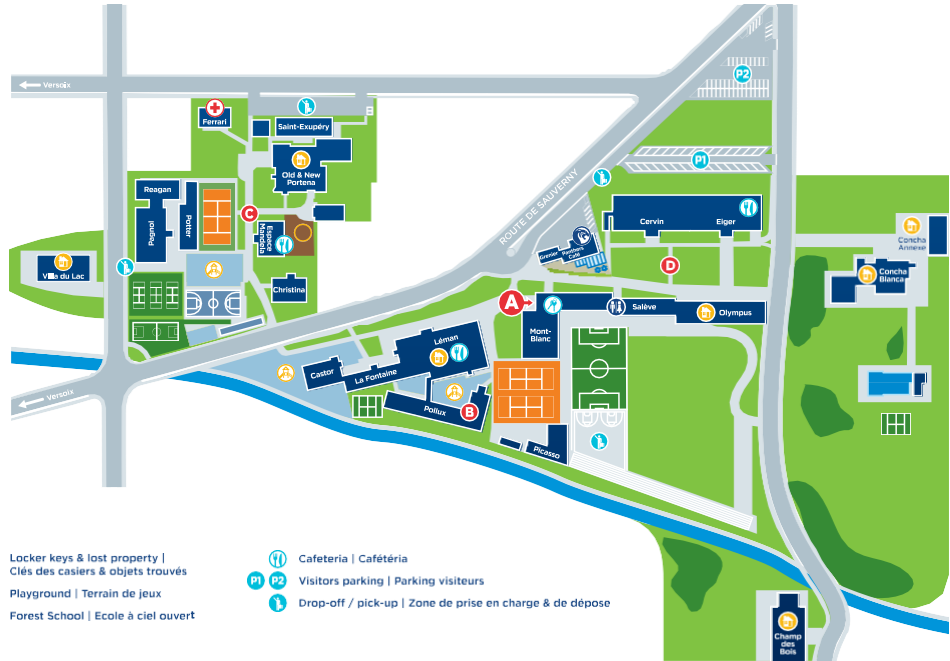 P2
Versoix
Ferrari
Saint-Exupéry
P1
Old & New
Portena
Reagan
Potter
Pagnol
C
Espace
Mandela
ROUTE DE SAUVERNY
Cervin
Eiger
Concha
Annexe
Grenier
Panthers
Café
D
Villa du Lac
Concha
Blanca
Christina
A
Salève
Olympus
Mont-
Blanc
Léman
Castor
La Fontaine
Versoix
Pollux
B
Picasso
Locker keys & lost property |
Clés des casiers & objets trouvés
Playground | Terrain de jeux
Forest School | Ecole à ciel ouvert
Cafeteria | Cafétéria
P1 P2 Visitors parking | Parking visiteurs
Drop-off / pick-up | Zone de prise en charge & de dépose
Champ
des
Bois